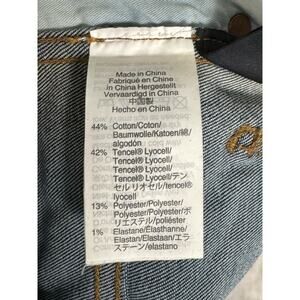 Made in China
Fabriqué en Chine
in China Hergestellt
Vervaardigd in China
中国製
Hecho en China
44% Cotton/Coton/
Baumwolle/Katoen/綿/
algodón
42% Tencel® Lyocell/
Tencel® Lyocell/
Tencel® Lyocell/
Tencel® Lyocell/テン
セル リオセル/tencel®
lyocell
13% Polyester/Polyester/
Polyester/Polyester/ポ
リエステル/poliéster
1% Elastane/Élasthanne/
Elastan/Elastaan/エラ
ステーン/elastano